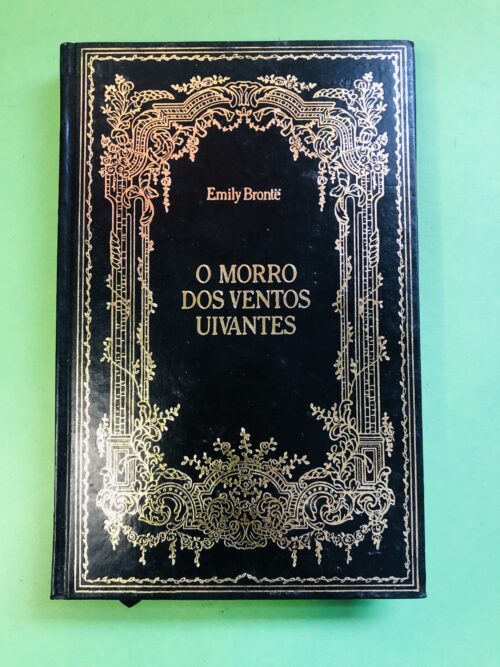 Emily Brontë
O MORRO
DOS VENTOS
UIVANTES